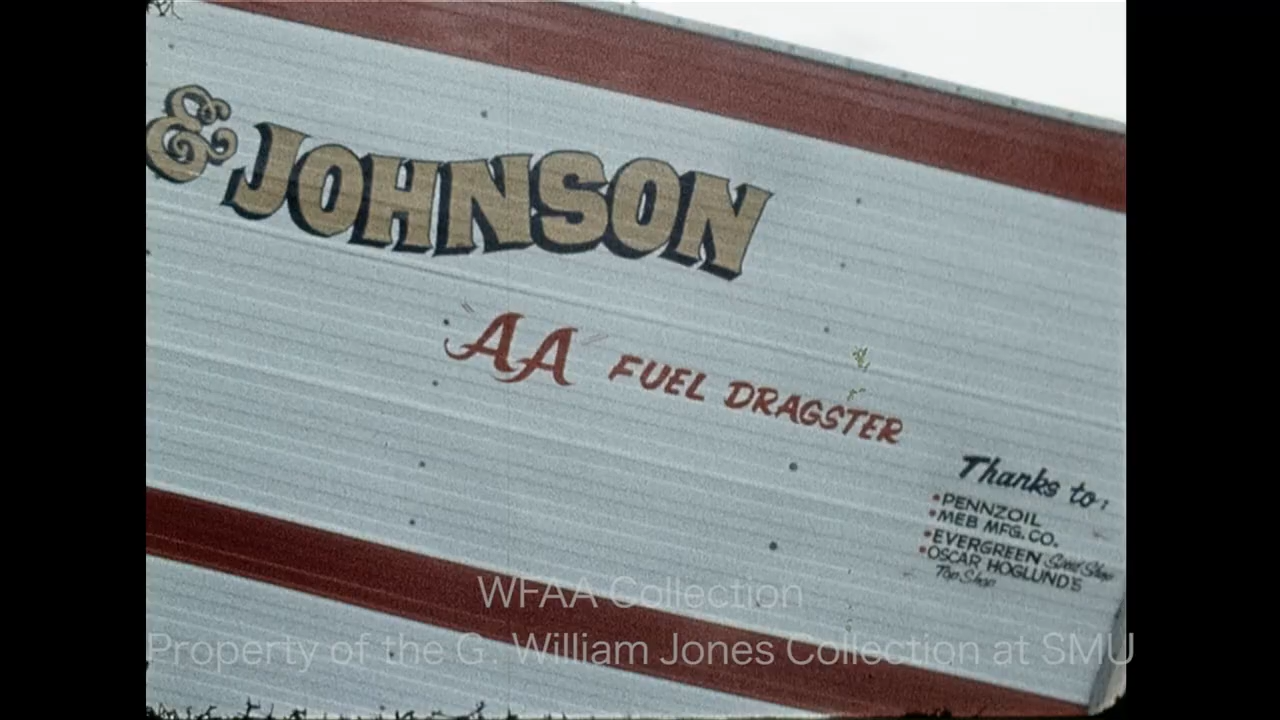 & JOHNSON
"AA" FUEL DRAGSTER
Thanks to:
• PENNZOIL
• MEB MFG. CO.
• EVERGREEN Speed Shop
• OSCAR HOGLUND'S
Top Shop
WFAA Collection
Property of the G. William Jones Collection at SMU